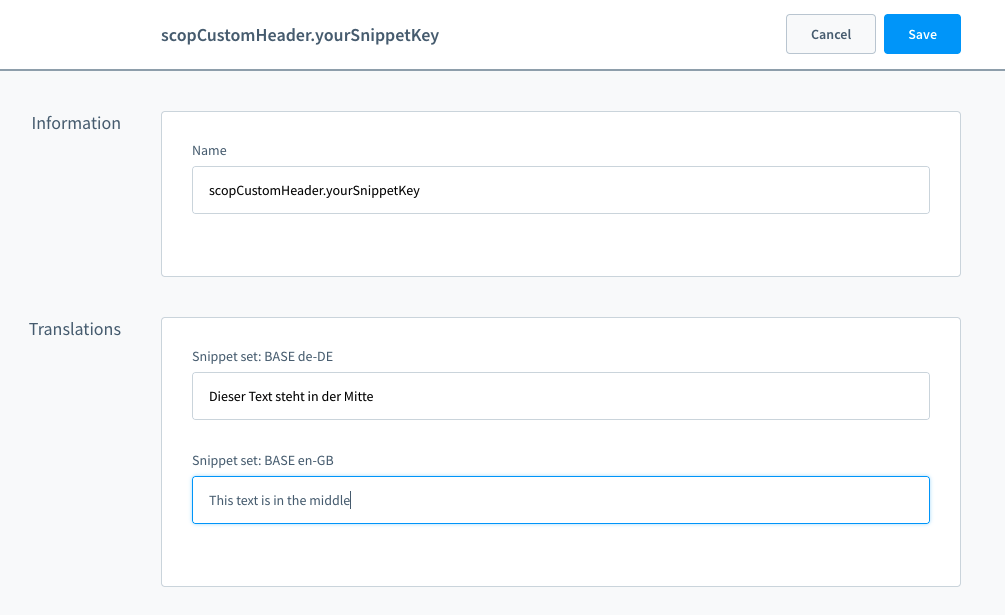 scopCustomHeader.yourSnippetKey
Cancel
Save
Information
Name
scopCustomHeader.yourSnippetKey
Translations
Snippet set: BASE de-DE
Dieser Text steht in der Mitte
Snippet set: BASE en-GB
This text is in the middle